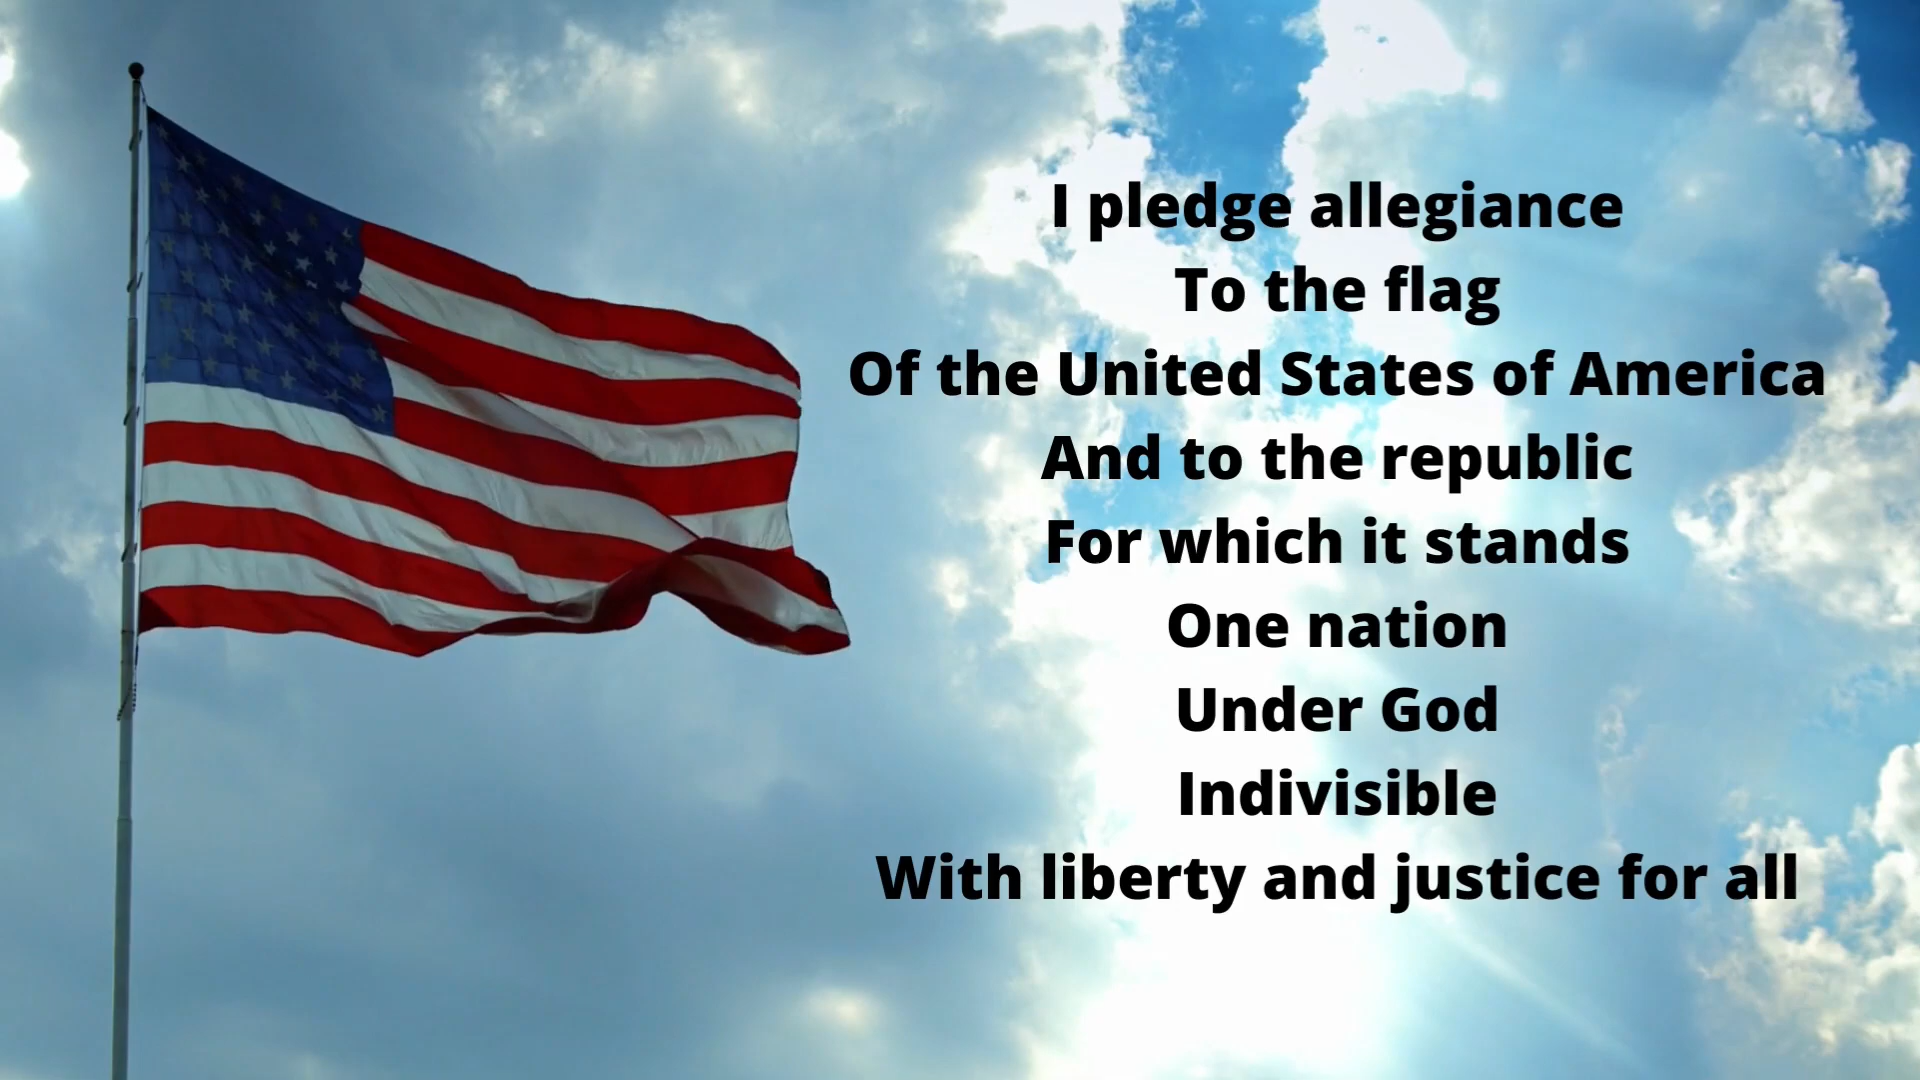 I pledge allegiance
To the flag
Of the United States of America
And to the republic
For which it stands
One nation
Under God
Indivisible
With liberty and justice for all